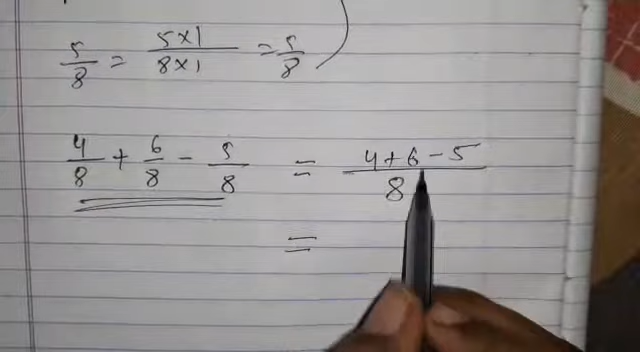 5/8 = 5×1/8×1 = 5/8
4/8 + 6/8 - 5/8 = 4+6-5/8
=